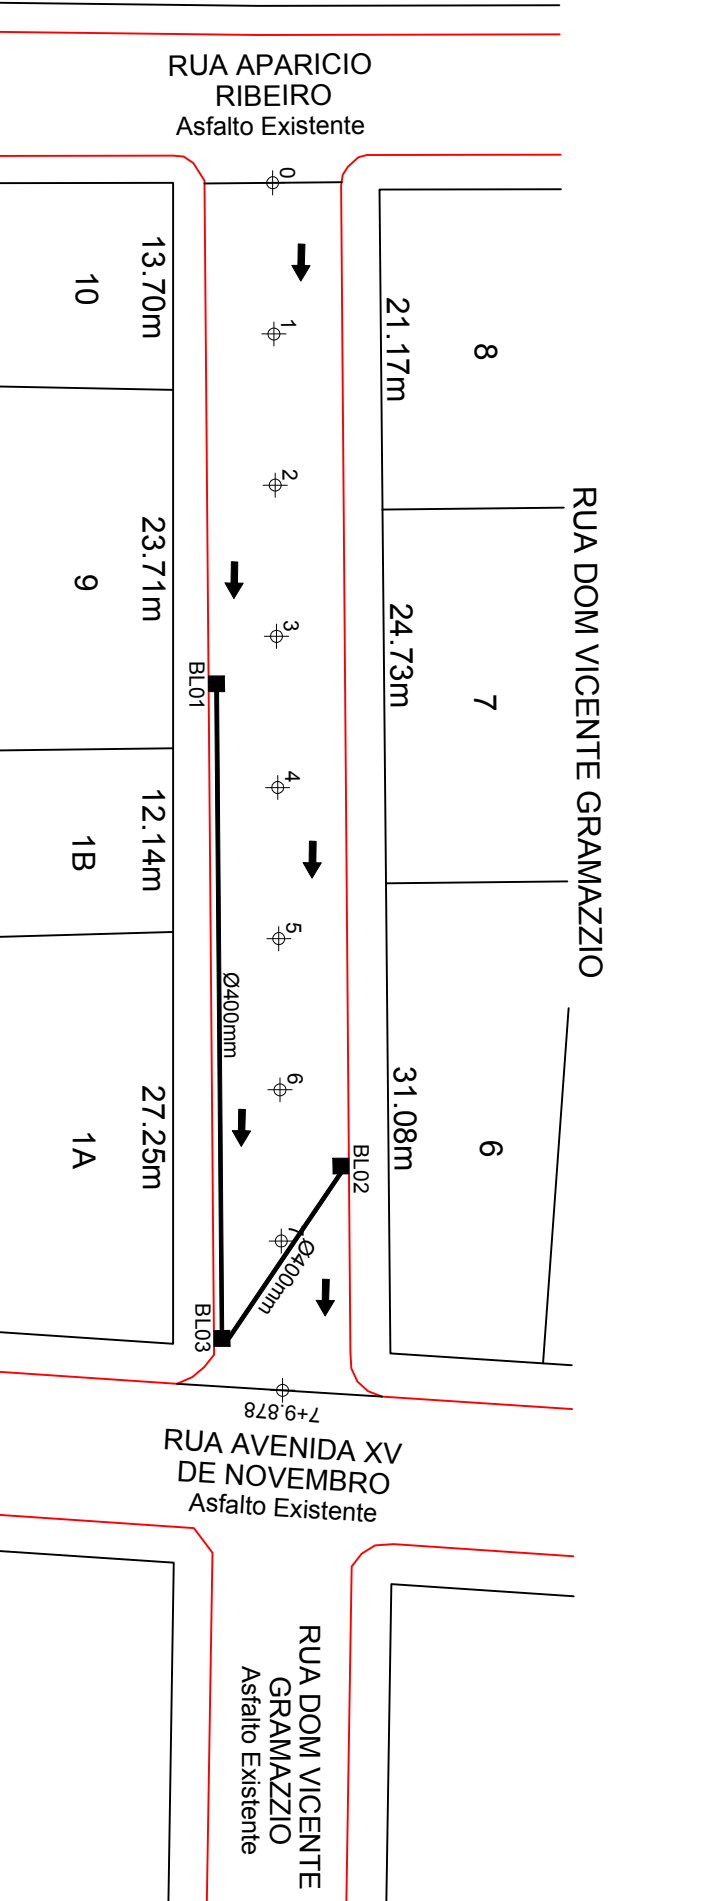 RUA APARICIO
RIBEIRO
Asfalto Existente
0
13.70m
10
1
21.17m
8
2
RUA DOM VICENTE GRAMAZZIO
23.71m
9
3
24.73m
7
BL01
4
12.14m
1B
5
Ø400mm
6
31.08m
6
27.25m
1A
BL02
7
Ø400mm
BL03
7+9.878
RUA AVENIDA XV
DE NOVEMBRO
Asfalto Existente
RUA DOM VICENTE
GRAMAZZIO
Asfalto Existente